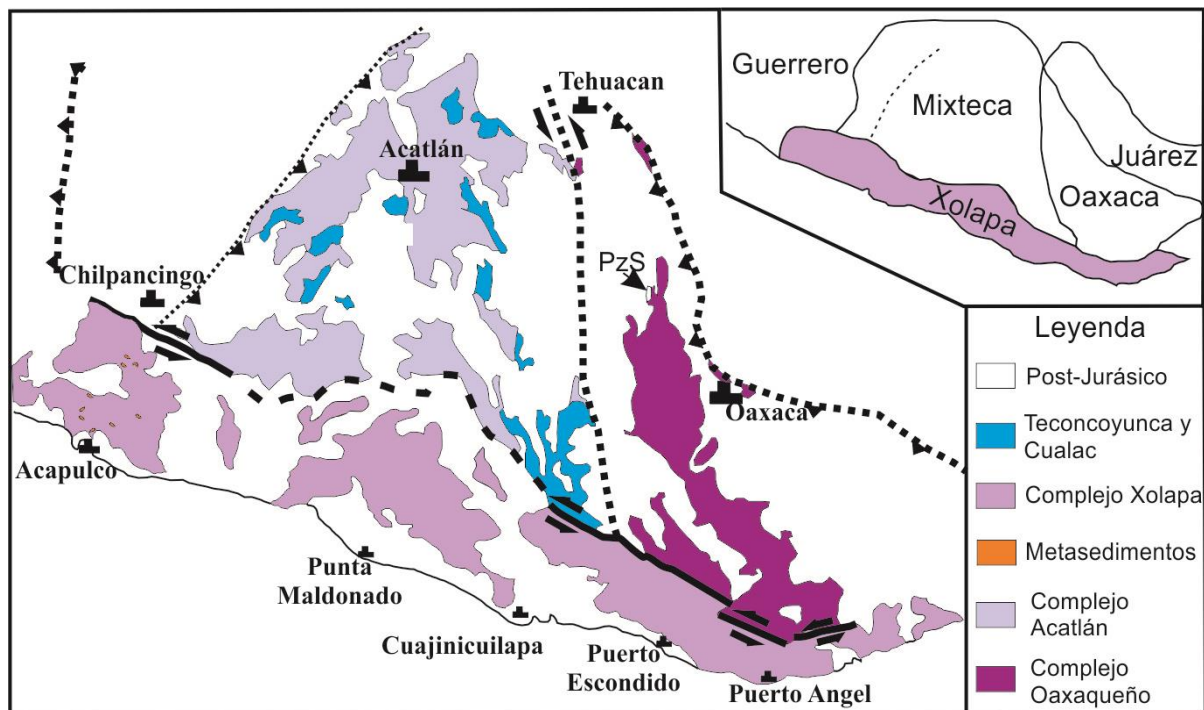 Tehuacan
Acatlán
PzS
Chilpancingo
Oaxaca
Acapulco
Punta
Maldonado
Cuajinicuilapa
Puerto
Escondido
Puerto Angel
Guerrero
Mixteca
Juárez
Oaxaca
Xolapa
Leyenda
Post-Jurásico
Teconcoyunca y
Cualac
Complejo Xolapa
Metasedimentos
Complejo
Acatlán
Complejo
Oaxaqueño